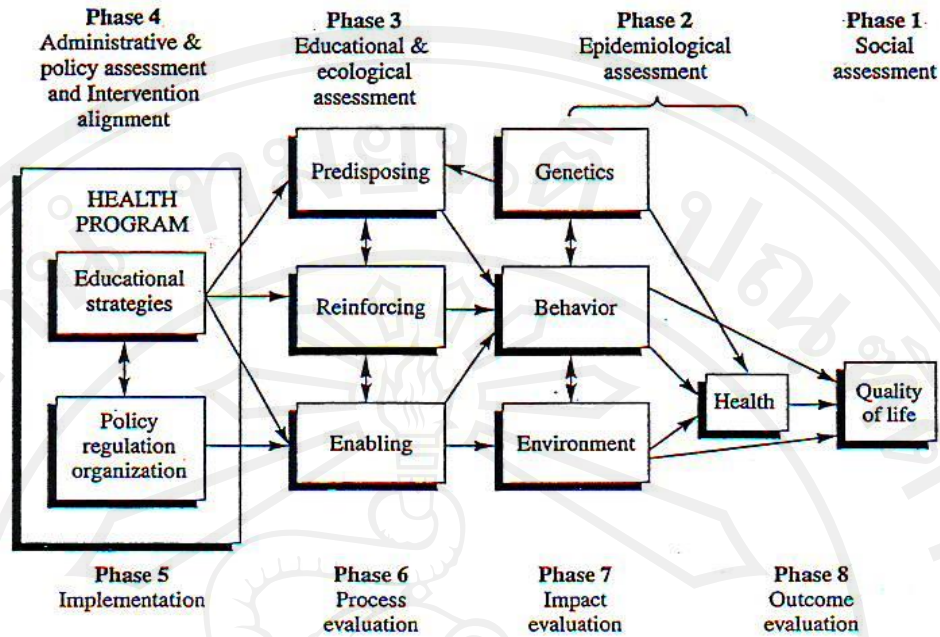 Phase 4
Administrative &
policy assessment
and Intervention
alignment
Phase 3
Educational &
ecological
assessment
Phase 2
Epidemiological
assessment
Phase 1
Social
assessment
HEALTH
PROGRAM
Educational
strategies
Policy
regulation
organization
Predisposing
Reinforcing
Enabling
Genetics
Behavior
Environment
Health
Quality
of life
Phase 5
Implementation
Phase 6
Process
evaluation
Phase 7
Impact
evaluation
Phase 8
Outcome
evaluation